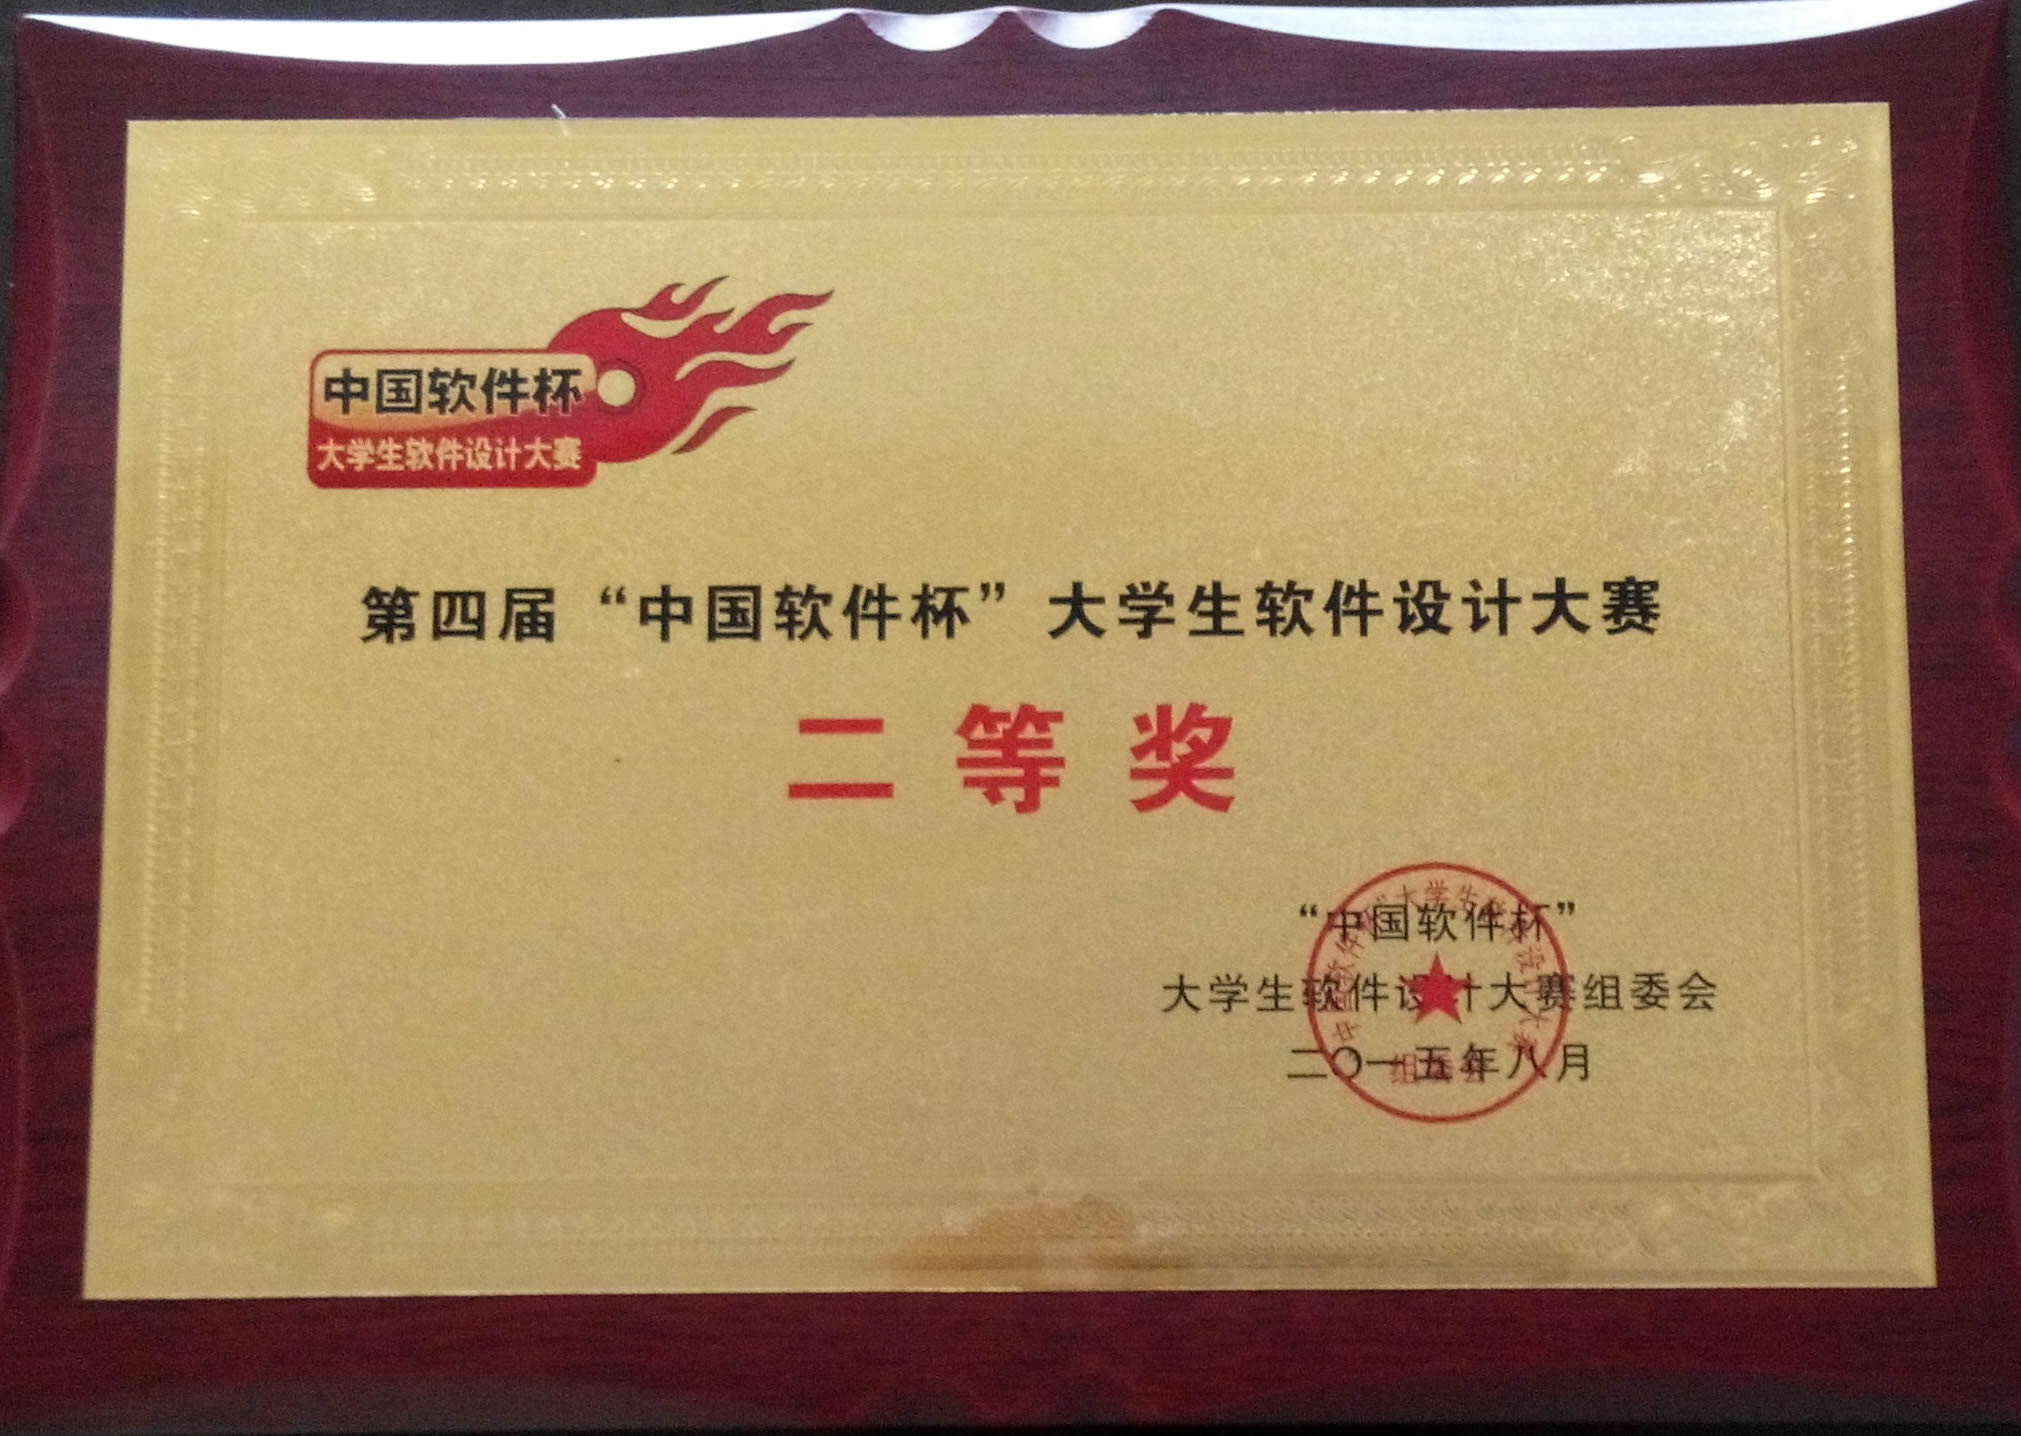 中国软件杯
大学生软件设计大赛
第四届“中国软件杯”大学生软件设计大赛
二等奖
“中国软件杯”
大学生软件设计大赛组委会
二〇一五年八月
组委会